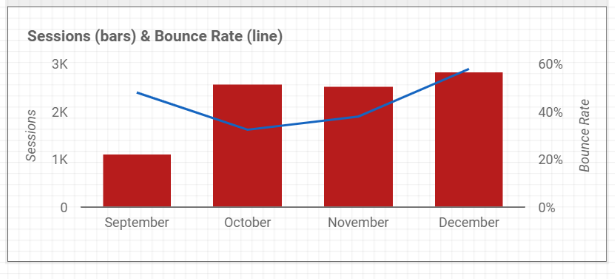 Sessions (bars) & Bounce Rate (line)
3K
2K
1K
0
Sessions
60%
40%
20%
0%
Bounce Rate
September
October
November
December